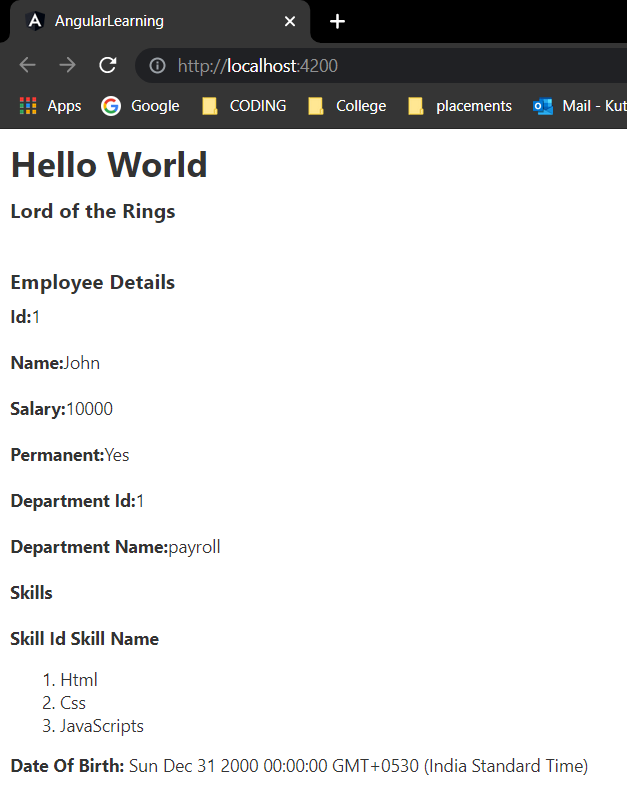 AngularLearning
http://localhost:4200
Apps Google CODING College placements Mail - Kut
Hello World
Lord of the Rings
Employee Details
Id:1
Name:John
Salary:10000
Permanent:Yes
Department Id:1
Department Name:payroll
Skills
Skill Id Skill Name
1. Html
2. Css
3. JavaScripts
Date Of Birth: Sun Dec 31 2000 00:00:00 GMT+0530 (India Standard Time)